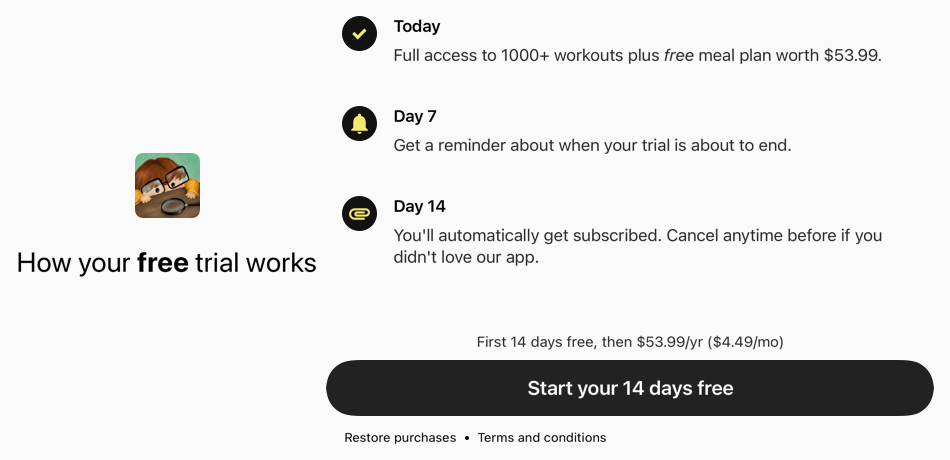 How your free trial works
Today
Full access to 1000+ workouts plus free meal plan worth $53.99.
Day 7
Get a reminder about when your trial is about to end.
Day 14
You'll automatically get subscribed. Cancel anytime before if you
didn't love our app.
First 14 days free, then $53.99/yr ($4.49/mo)
Start your 14 days free
Restore purchases • Terms and conditions